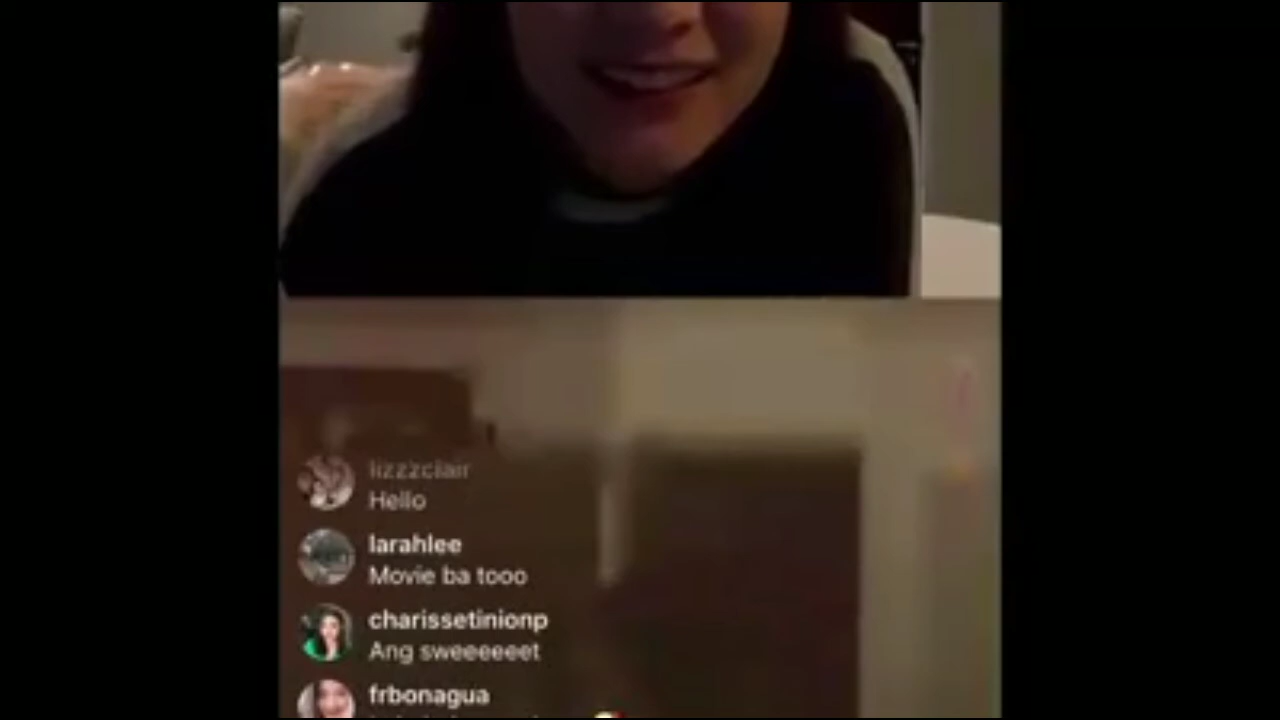 lizzzclair
Hello
larahlee
Movie ba tooo
charissetinionp
Ang sweeeeeet
frbonagua